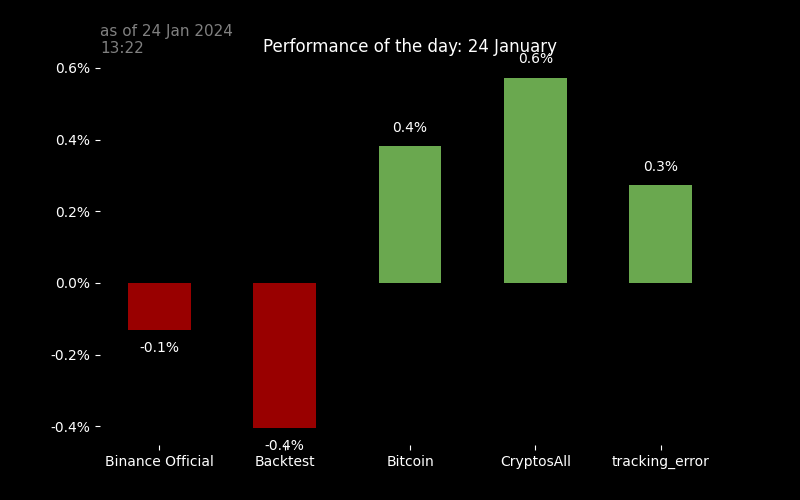 as of 24 Jan 2024
13:22
Performance of the day: 24 January
0.6%
0.4%
0.2%
0.0%
-0.2%
-0.4%
-0.1%
-0.4%
0.4%
0.6%
0.3%
Binance Official
Backtest
Bitcoin
CryptosAll
tracking_error